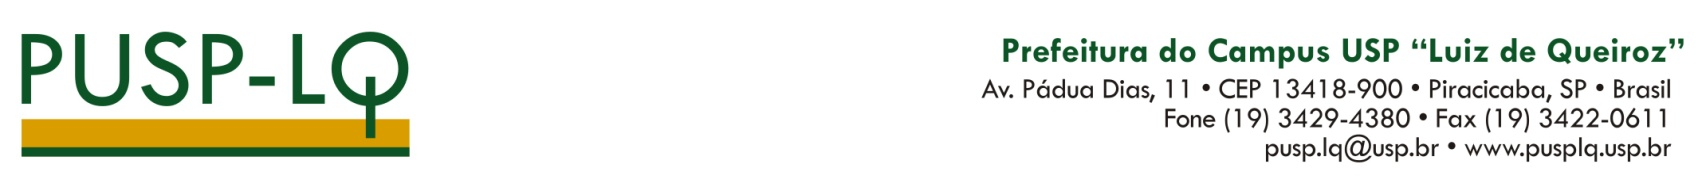 PUSP-LQ
Prefeitura do Campus USP “Luiz de Queiroz”
Av. Pádua Dias, 11 • CEP 13418-900 • Piracicaba, SP • Brasil
Fone (19) 3429-4380 • Fax (19) 3422-0611
pusp.lq@usp.br • www.pusplq.usp.br